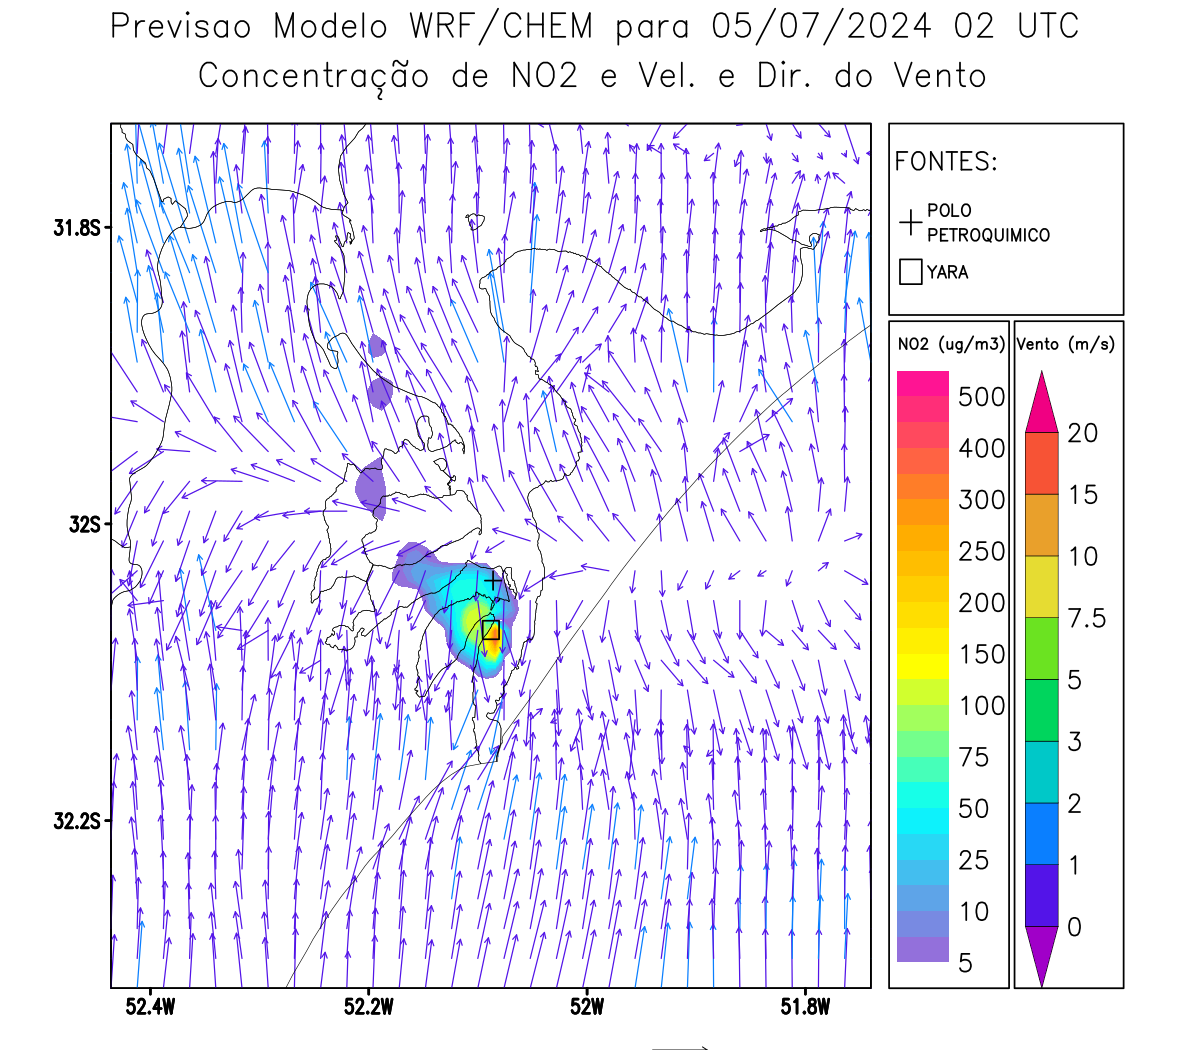 Previsao Modelo WRF/CHEM para 05/07/2024 02 UTC
Concentração de NO2 e Vel. e Dir. do Vento
FONTES:
POLO
PETROQUIMICO
YARA
NO2 (ug/m3)
500
400
300
250
200
150
100
75
50
25
10
5
Vento (m/s)
20
15
10
7.5
5
3
2
1
0
31.8S
32S
32.2S
52.4W
52.2W
52W
51.8W